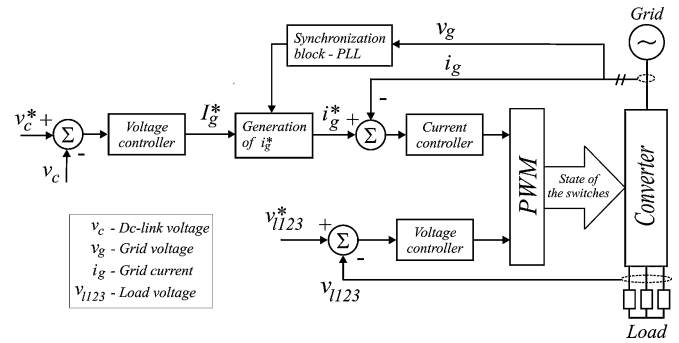 Grid
~
Synchronization
block - PLL
v_g
i_g
v_c* +
Σ
-
v_c
Voltage
controller
I_g*
Generation
of i_g*
i_g* +
-
Σ
Current
controller
PWM
State of
the switches
Converter
v_l123*
+
Σ
-
Voltage
controller
v_l123
Load
v_c - Dc-link voltage
v_g - Grid voltage
i_g - Grid current
v_l123 - Load voltage